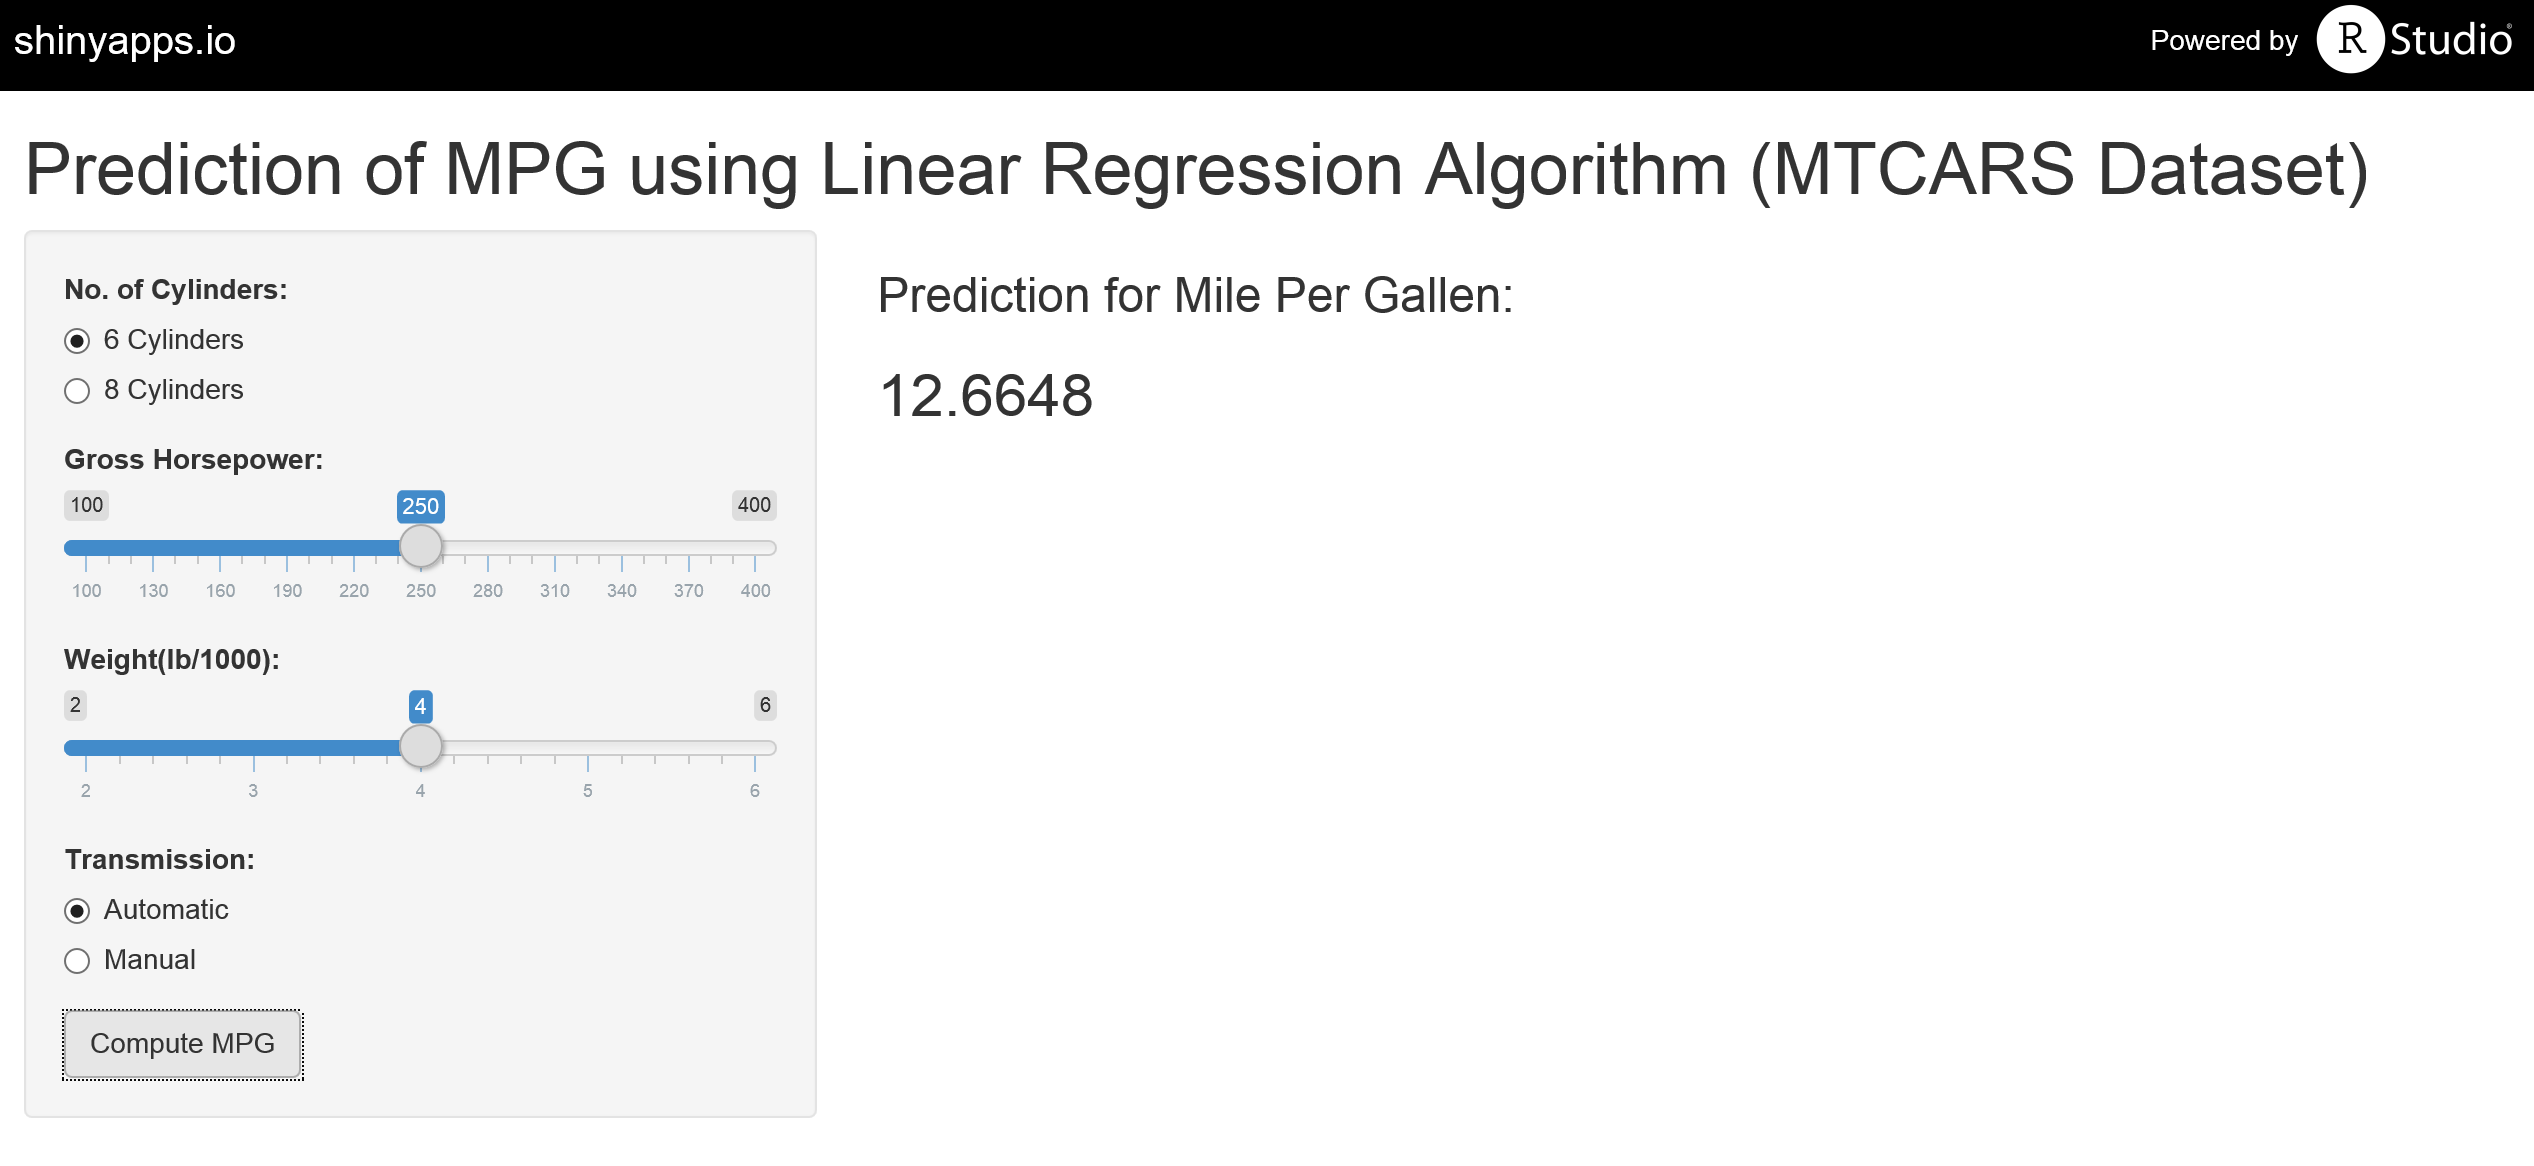 shinyapps.io
Powered by R Studio®
Prediction of MPG using Linear Regression Algorithm (MTCARS Dataset)
No. of Cylinders:
6 Cylinders
8 Cylinders
Gross Horsepower:
100 250 400
100 130 160 190 220 250 280 310 340 370 400
Weight(lb/1000):
2 4 6
2 3 4 5 6
Transmission:
Automatic
Manual
Compute MPG
Prediction for Mile Per Gallen:
12.6648